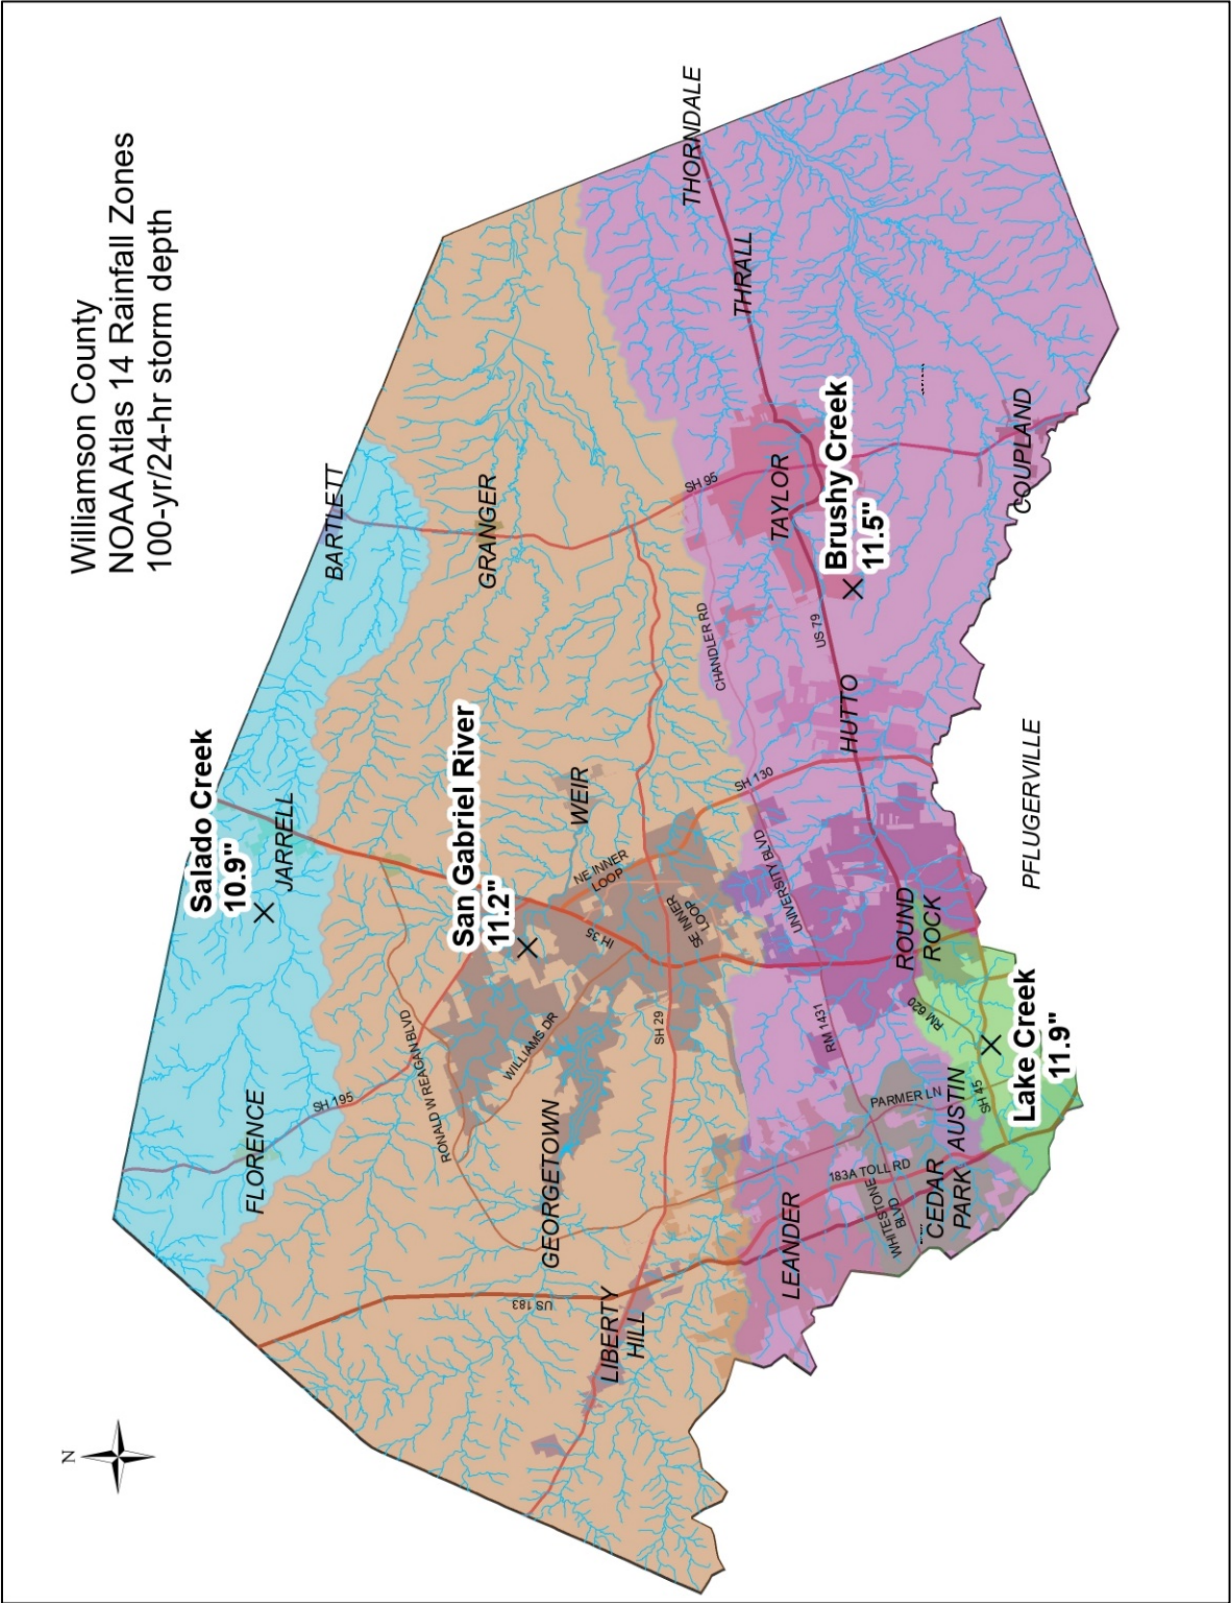 Williamson County
NOAA Atlas 14 Rainfall Zones
100-yr/24-hr storm depth
N
Salado Creek
10.9"
JARRELL
BARTLETT
FLORENCE
SH 195
GRANGER
San Gabriel River
11.2"
WEIR
RONALD W REAGAN BLVD
NE INNER
LOOP
IH 35
WILLIAMS DR
GEORGETOWN
SE INNER
LOOP
SH 29
US 183
LIBERTY
HILL
SH 95
THORNDALE
THRALL
CHANDLER RD
TAYLOR
SH 130
UNIVERSITY BLVD
US 79
HUTTO
Brushy Creek
11.5"
RM 1431
LEANDER
183A TOLL RD
PARMER LN
WHITESTONE
BLVD
ROUND
ROCK
RM 620
CEDAR
PARK
AUSTIN
SH 45
Lake Creek
11.9"
COUPLAND
PFLUGERVILLE